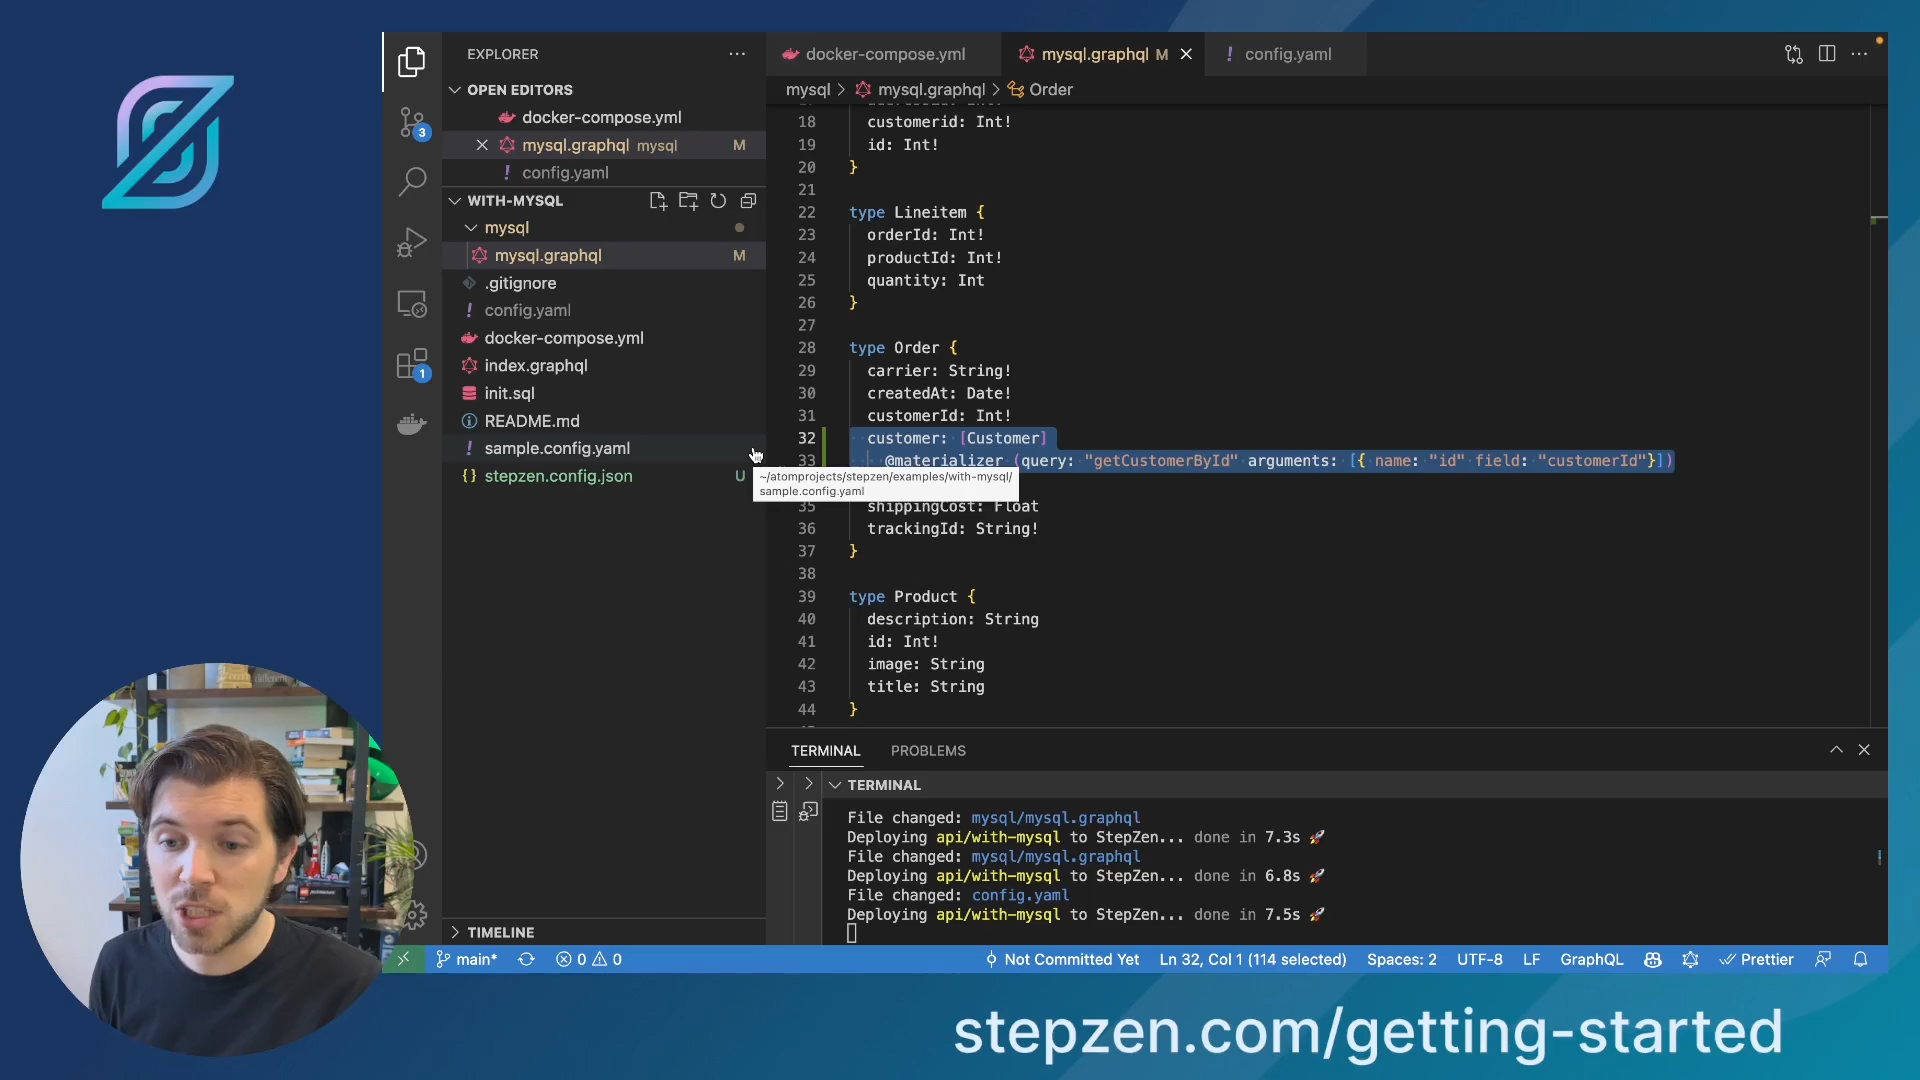 EXPLORER
OPEN EDITORS
docker-compose.yml
mysql.graphql mysql M
! config.yaml
WITH-MYSQL
mysql
mysql.graphql M
.gitignore
! config.yaml
docker-compose.yml
index.graphql
init.sql
README.md
! sample.config.yaml
{} stepzen.config.json U
TIMELINE
3
1
docker-compose.yml
mysql.graphql M
! config.yaml
mysql > mysql.graphql > Order
18 customerid: Int!
19 id: Int!
20 }
21
22 type Lineitem {
23 orderId: Int!
24 productId: Int!
25 quantity: Int
26 }
27
28 type Order {
29 carrier: String!
30 createdAt: Date!
31 customerId: Int!
32 customer: [Customer]
33 @materializer (query: "getCustomerById" arguments: [{ name: "id" field: "customerId"}])
~/atomprojects/stepzen/examples/with-mysql/
sample.config.yaml
35 shippingCost: Float
36 trackingId: String!
37 }
38
39 type Product {
40 description: String
41 id: Int!
42 image: String
43 title: String
44 }
TERMINAL PROBLEMS
TERMINAL
File changed: mysql/mysql.graphql
Deploying api/with-mysql to StepZen... done in 7.3s 🚀
File changed: mysql/mysql.graphql
Deploying api/with-mysql to StepZen... done in 6.8s 🚀
File changed: config.yaml
Deploying api/with-mysql to StepZen... done in 7.5s 🚀
main* 0 0 Not Committed Yet Ln 32, Col 1 (114 selected) Spaces: 2 UTF-8 LF GraphQL Prettier
stepzen.com/getting-started